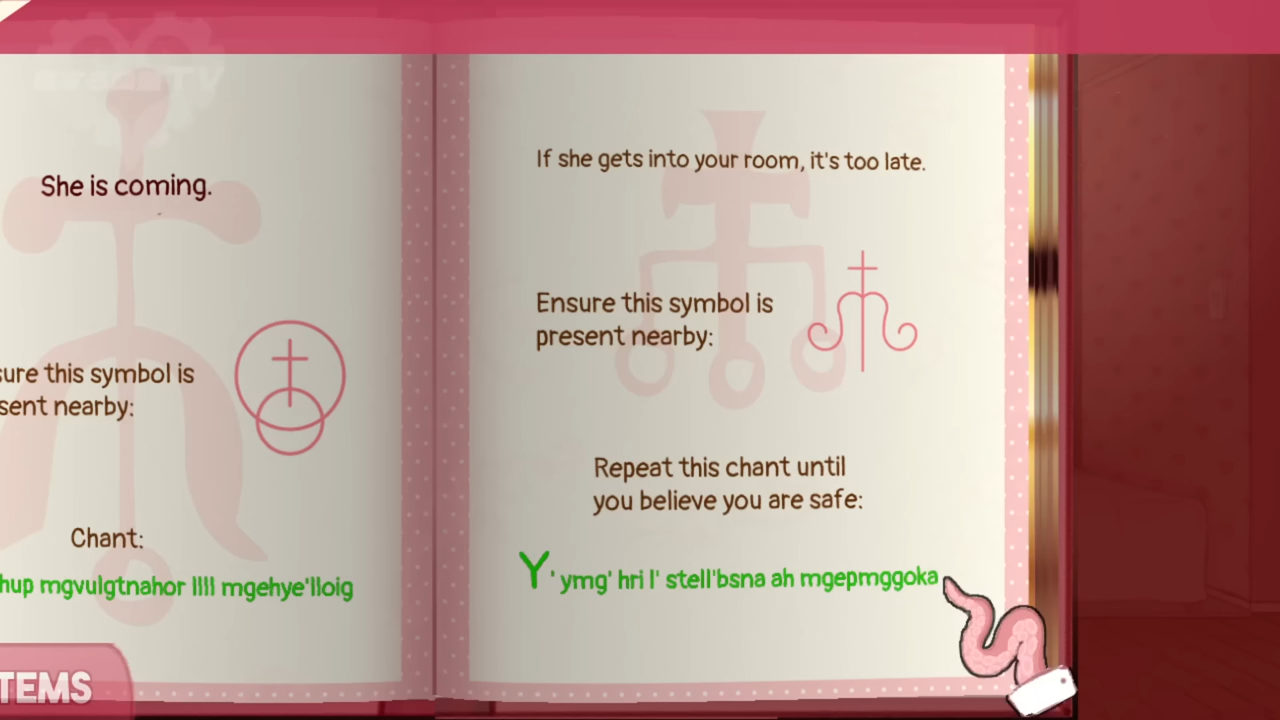 She is coming.
sure this symbol is
sent nearby:
Chant:
hup mgvulgtnahor llll mgehye'lloig
TEMS
If she gets into your room, it's too late.
Ensure this symbol is
present nearby:
Repeat this chant until
you believe you are safe:
Y' ymg' hri l' stell'bsna ah mgepmggoka